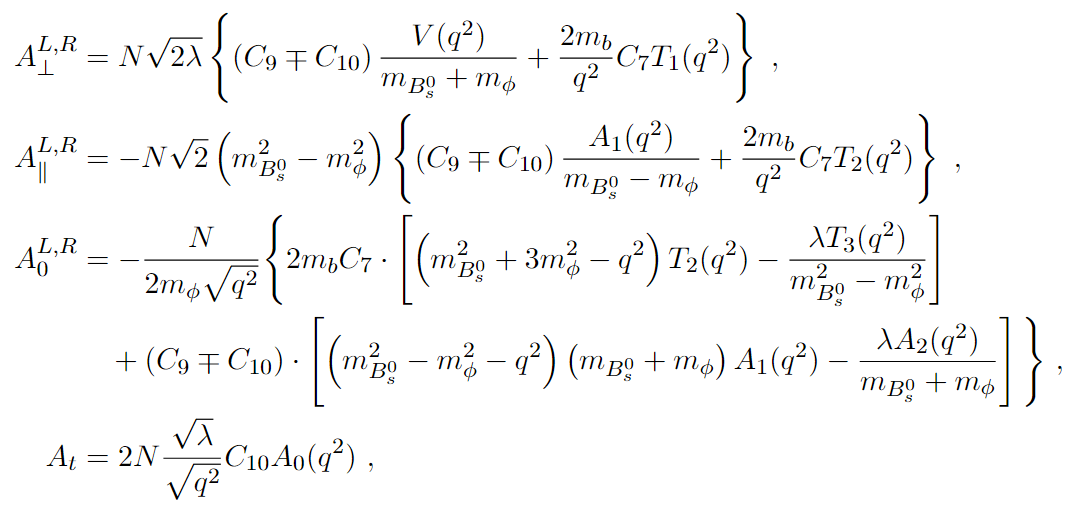 $A_{\perp}^{L,R} = N\sqrt{2\lambda} \left\{ (C_9 \mp C_{10}) \frac{V(q^2)}{m_{B_s^0} + m_\phi} + \frac{2m_b}{q^2} C_7 T_1(q^2) \right\} ,$
$A_{\parallel}^{L,R} = -N\sqrt{2} \left( m_{B_s^0}^2 - m_\phi^2 \right) \left\{ (C_9 \mp C_{10}) \frac{A_1(q^2)}{m_{B_s^0} - m_\phi} + \frac{2m_b}{q^2} C_7 T_2(q^2) \right\} ,$
$A_0^{L,R} = -\frac{N}{2m_\phi \sqrt{q^2}} \Bigg\{ 2m_b C_7 \cdot \left[ \left( m_{B_s^0}^2 + 3m_\phi^2 - q^2 \right) T_2(q^2) - \frac{\lambda T_3(q^2)}{m_{B_s^0}^2 - m_\phi^2} \right]$
$+ (C_9 \mp C_{10}) \cdot \left[ \left( m_{B_s^0}^2 - m_\phi^2 - q^2 \right) \left( m_{B_s^0} + m_\phi \right) A_1(q^2) - \frac{\lambda A_2(q^2)}{m_{B_s^0} + m_\phi} \right] \Bigg\} ,$
$A_t = 2N \frac{\sqrt{\lambda}}{\sqrt{q^2}} C_{10} A_0(q^2) ,$